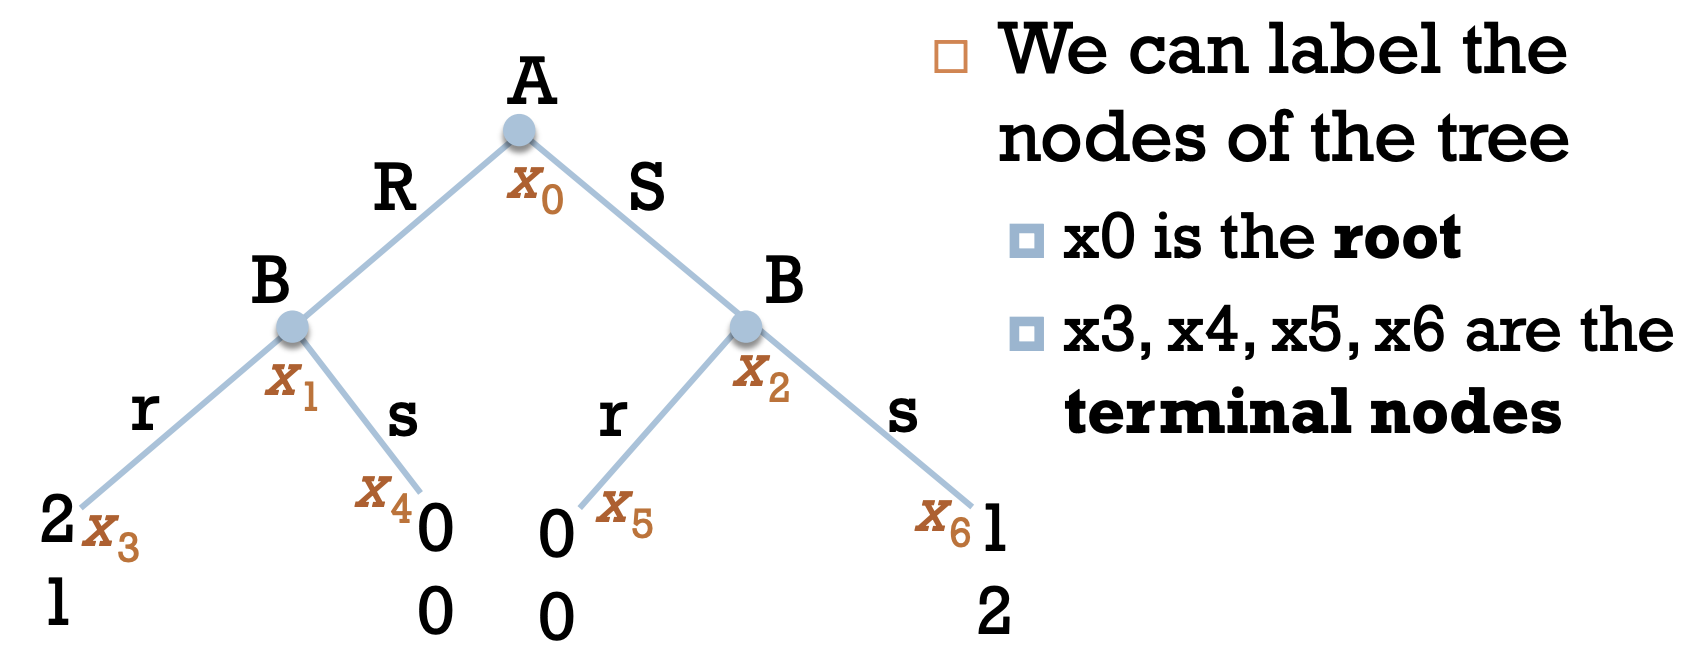 A
R
x0
S
B
B
x1
x2
r
s
r
s
2
x3
x4
0
0
x5
x6
1
1
0
0
2
We can label the
nodes of the tree
x0 is the root
x3, x4, x5, x6 are the
terminal nodes